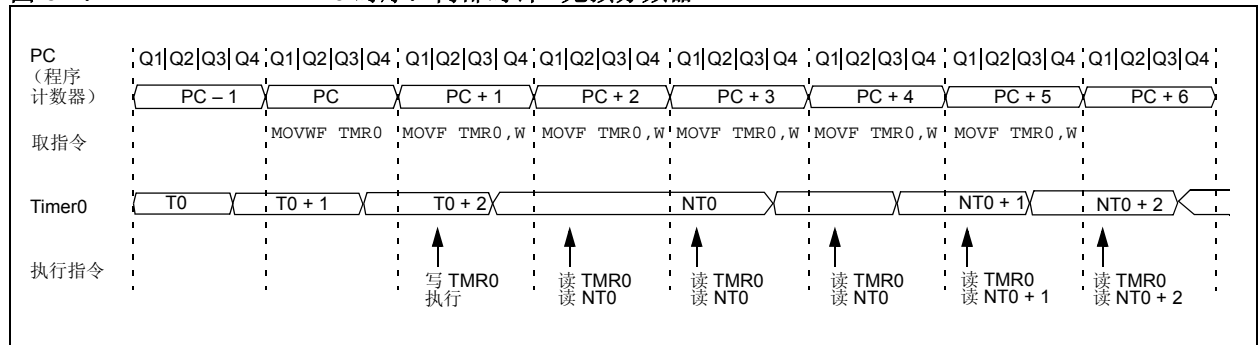 PC
（程序
计数器）
Q1|Q2|Q3|Q4 Q1|Q2|Q3|Q4 Q1|Q2|Q3|Q4 Q1|Q2|Q3|Q4 Q1|Q2|Q3|Q4 Q1|Q2|Q3|Q4 Q1|Q2|Q3|Q4 Q1|Q2|Q3|Q4
PC – 1 PC PC + 1 PC + 2 PC + 3 PC + 4 PC + 5 PC + 6
取指令
MOVWF TMR0 MOVF TMR0,W MOVF TMR0,W MOVF TMR0,W MOVF TMR0,W MOVF TMR0,W
Timer0
T0 T0 + 1 T0 + 2 NT0 NT0 + 1 NT0 + 2
执行指令
写 TMR0
执行
读 TMR0
读 NT0
读 TMR0
读 NT0
读 TMR0
读 NT0
读 TMR0
读 NT0 + 1
读 TMR0
读 NT0 + 2